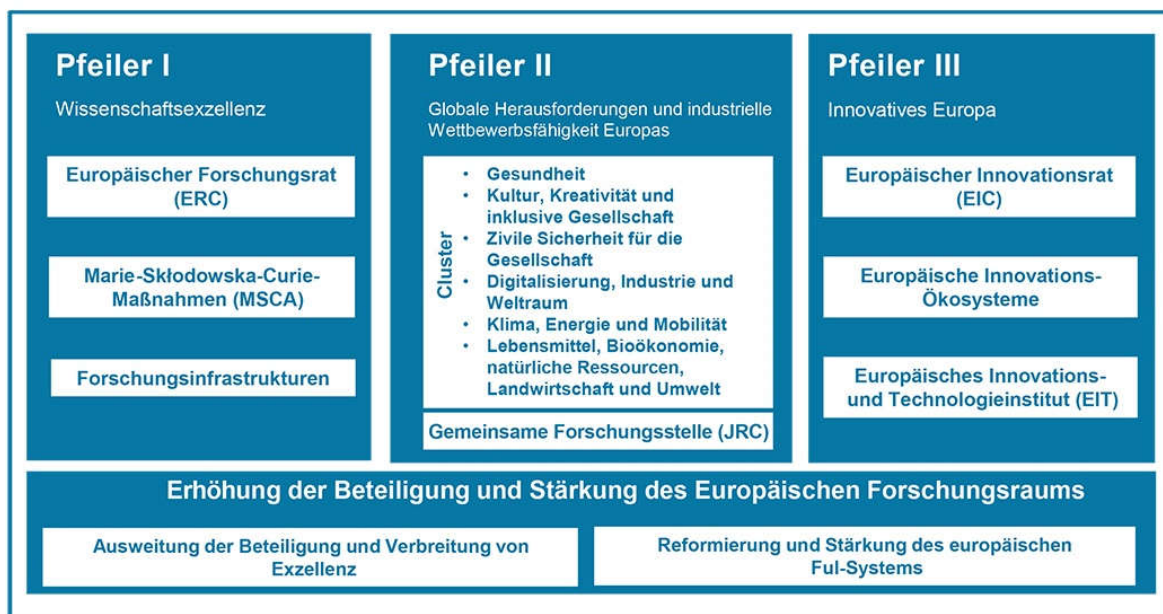 Pfeiler I
Wissenschaftsexzellenz
Europäischer Forschungsrat
(ERC)
Marie-Skłodowska-Curie-
Maßnahmen (MSCA)
Forschungsinfrastrukturen
Pfeiler II
Globale Herausforderungen und industrielle
Wettbewerbsfähigkeit Europas
Cluster
• Gesundheit
• Kultur, Kreativität und
inklusive Gesellschaft
• Zivile Sicherheit für die
Gesellschaft
• Digitalisierung, Industrie und
Weltraum
• Klima, Energie und Mobilität
• Lebensmittel, Bioökonomie,
natürliche Ressourcen,
Landwirtschaft und Umwelt
Gemeinsame Forschungsstelle (JRC)
Pfeiler III
Innovatives Europa
Europäischer Innovationsrat
(EIC)
Europäische Innovations-
Ökosysteme
Europäisches Innovations-
und Technologieinstitut (EIT)
Erhöhung der Beteiligung und Stärkung des Europäischen Forschungsraums
Ausweitung der Beteiligung und Verbreitung von
Exzellenz
Reformierung und Stärkung des europäischen
FuI-Systems